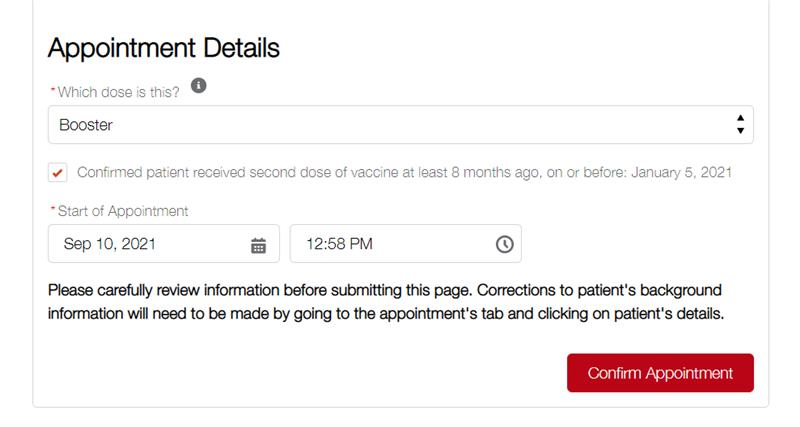 Appointment Details
* Which dose is this?
Booster
Confirmed patient received second dose of vaccine at least 8 months ago, on or before: January 5, 2021
* Start of Appointment
Sep 10, 2021 12:58 PM
Please carefully review information before submitting this page. Corrections to patient's background
information will need to be made by going to the appointment's tab and clicking on patient's details.
Confirm Appointment